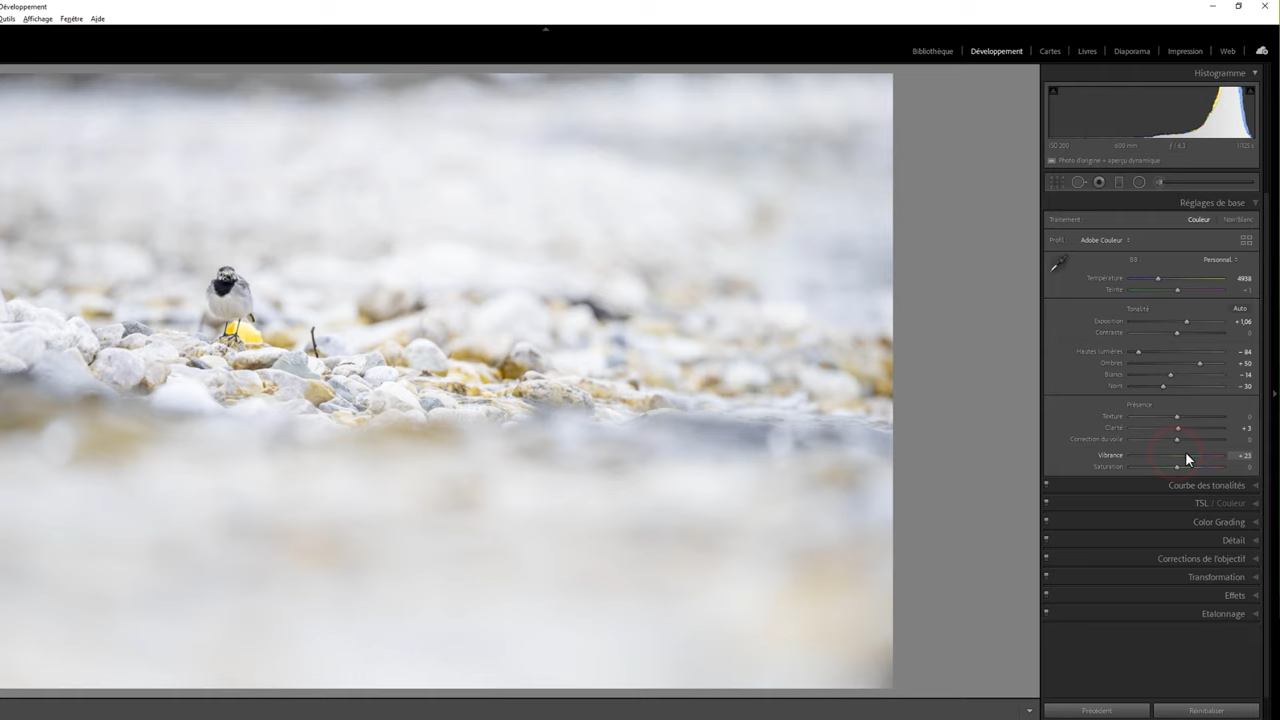 Développement
Outils Affichage Fenêtre Aide
Bibliothèque | Développement | Cartes | Livres | Diaporama | Impression | Web
Histogramme
ISO 200 600 mm ƒ / 6,3 1/125 s
Photo d'origine + aperçu dynamique
Réglages de base
Traitement : Couleur Noir/blanc
Profil : Adobe Couleur
BB Personnal.
Température 4938
Teinte + 1
Tonalité Auto
Exposition + 1,06
Contraste 0
Hautes lumières – 84
Ombres + 50
Blancs – 14
Noirs – 30
Présence
Texture 0
Clarté + 3
Correction du voile 0
Vibrance + 23
Saturation 0
Courbe des tonalités
TSL / Couleur
Color Grading
Détail
Corrections de l'objectif
Transformation
Effets
Etalonnage
Précédent Réinitialiser